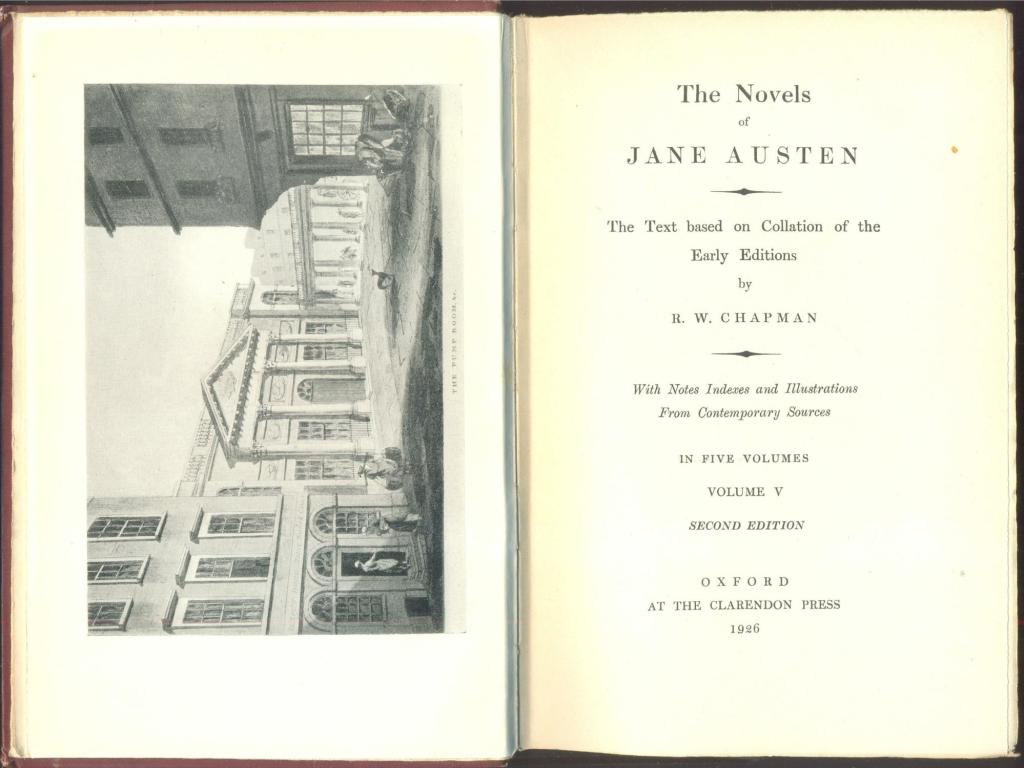 THE PUMP ROOM. &c.
The Novels
of
JANE AUSTEN
The Text based on Collation of the
Early Editions
by
R. W. CHAPMAN
With Notes Indexes and Illustrations
From Contemporary Sources
IN FIVE VOLUMES
VOLUME V
SECOND EDITION
OXFORD
AT THE CLARENDON PRESS
1926